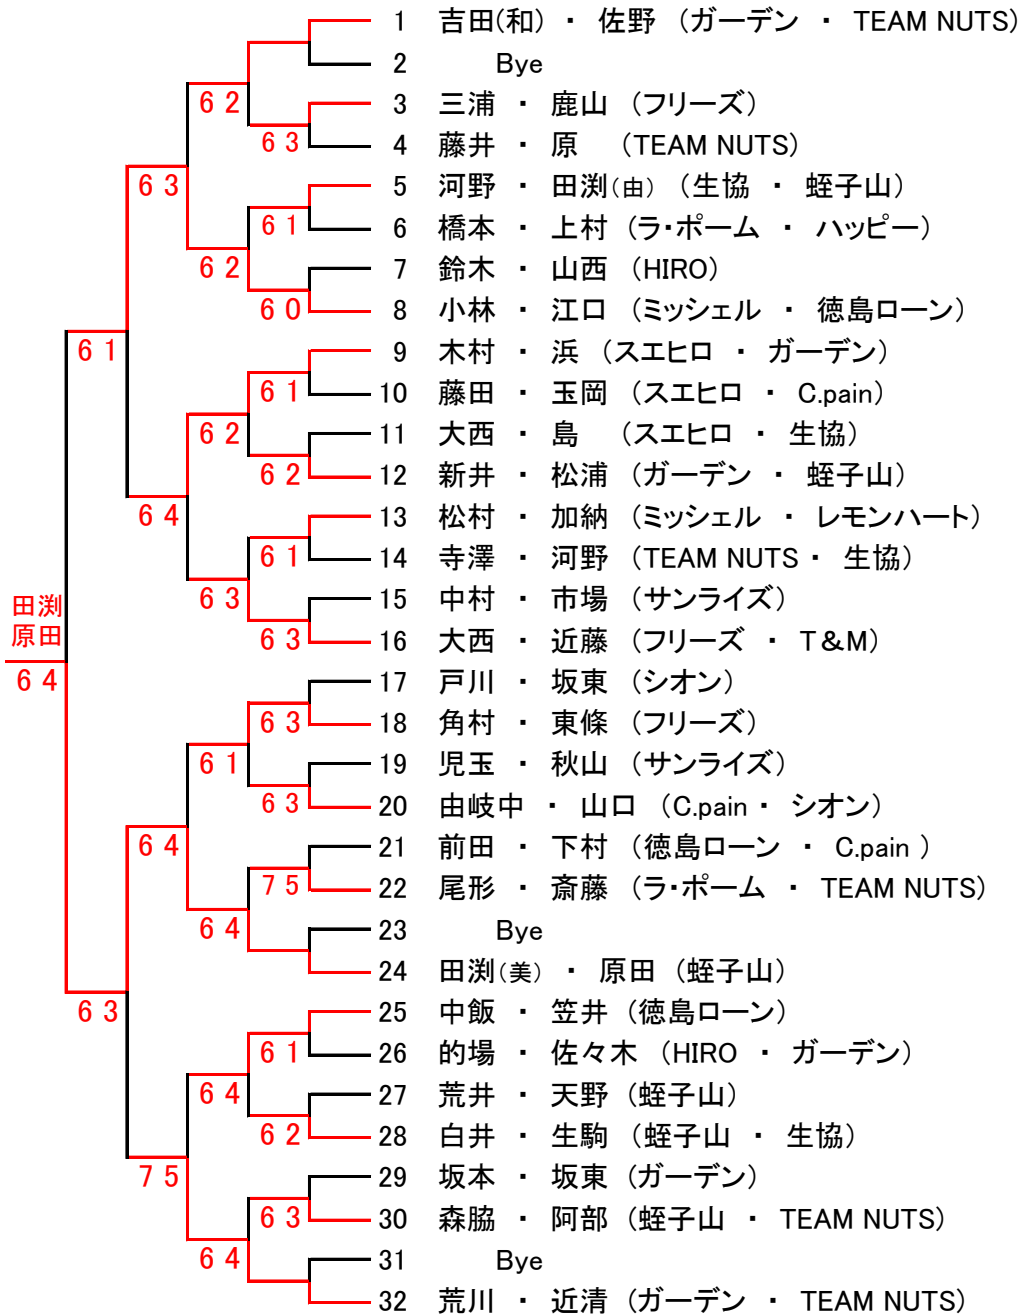 1 吉田(和) ・ 佐野 (ガーデン ・ TEAM NUTS)
2 Bye
6 2
3 三浦 ・ 鹿山 (フリーズ)
6 3
4 藤井 ・ 原 (TEAM NUTS)
6 3
5 河野 ・ 田渕(由) (生協 ・ 蛭子山)
6 1
6 橋本 ・ 上村 (ラ・ポーム ・ ハッピー)
6 2
7 鈴木 ・ 山西 (HIRO)
6 0
8 小林 ・ 江口 (ミッシェル ・ 徳島ローン)
6 1
9 木村 ・ 浜 (スエヒロ ・ ガーデン)
6 1
10 藤田 ・ 玉岡 (スエヒロ ・ C.pain)
6 2
11 大西 ・ 島 (スエヒロ ・ 生協)
6 2
12 新井 ・ 松浦 (ガーデン ・ 蛭子山)
6 4
13 松村 ・ 加納 (ミッシェル ・ レモンハート)
6 1
14 寺澤 ・ 河野 (TEAM NUTS ・ 生協)
6 3
15 中村 ・ 市場 (サンライズ)
田渕
原田
6 3
16 大西 ・ 近藤 (フリーズ ・ T&M)
6 4
17 戸川 ・ 坂東 (シオン)
6 3
18 角村 ・ 東條 (フリーズ)
6 1
19 児玉 ・ 秋山 (サンライズ)
6 3
20 由岐中 ・ 山口 (C.pain ・ シオン)
6 4
21 前田 ・ 下村 (徳島ローン ・ C.pain )
7 5
22 尾形 ・ 斎藤 (ラ・ポーム ・ TEAM NUTS)
6 4
23 Bye
24 田渕(美) ・ 原田 (蛭子山)
6 3
25 中飯 ・ 笠井 (徳島ローン)
6 1
26 的場 ・ 佐々木 (HIRO ・ ガーデン)
6 4
27 荒井 ・ 天野 (蛭子山)
6 2
28 白井 ・ 生駒 (蛭子山 ・ 生協)
7 5
29 坂本 ・ 坂東 (ガーデン)
6 3
30 森脇 ・ 阿部 (蛭子山 ・ TEAM NUTS)
6 4
31 Bye
32 荒川 ・ 近清 (ガーデン ・ TEAM NUTS)